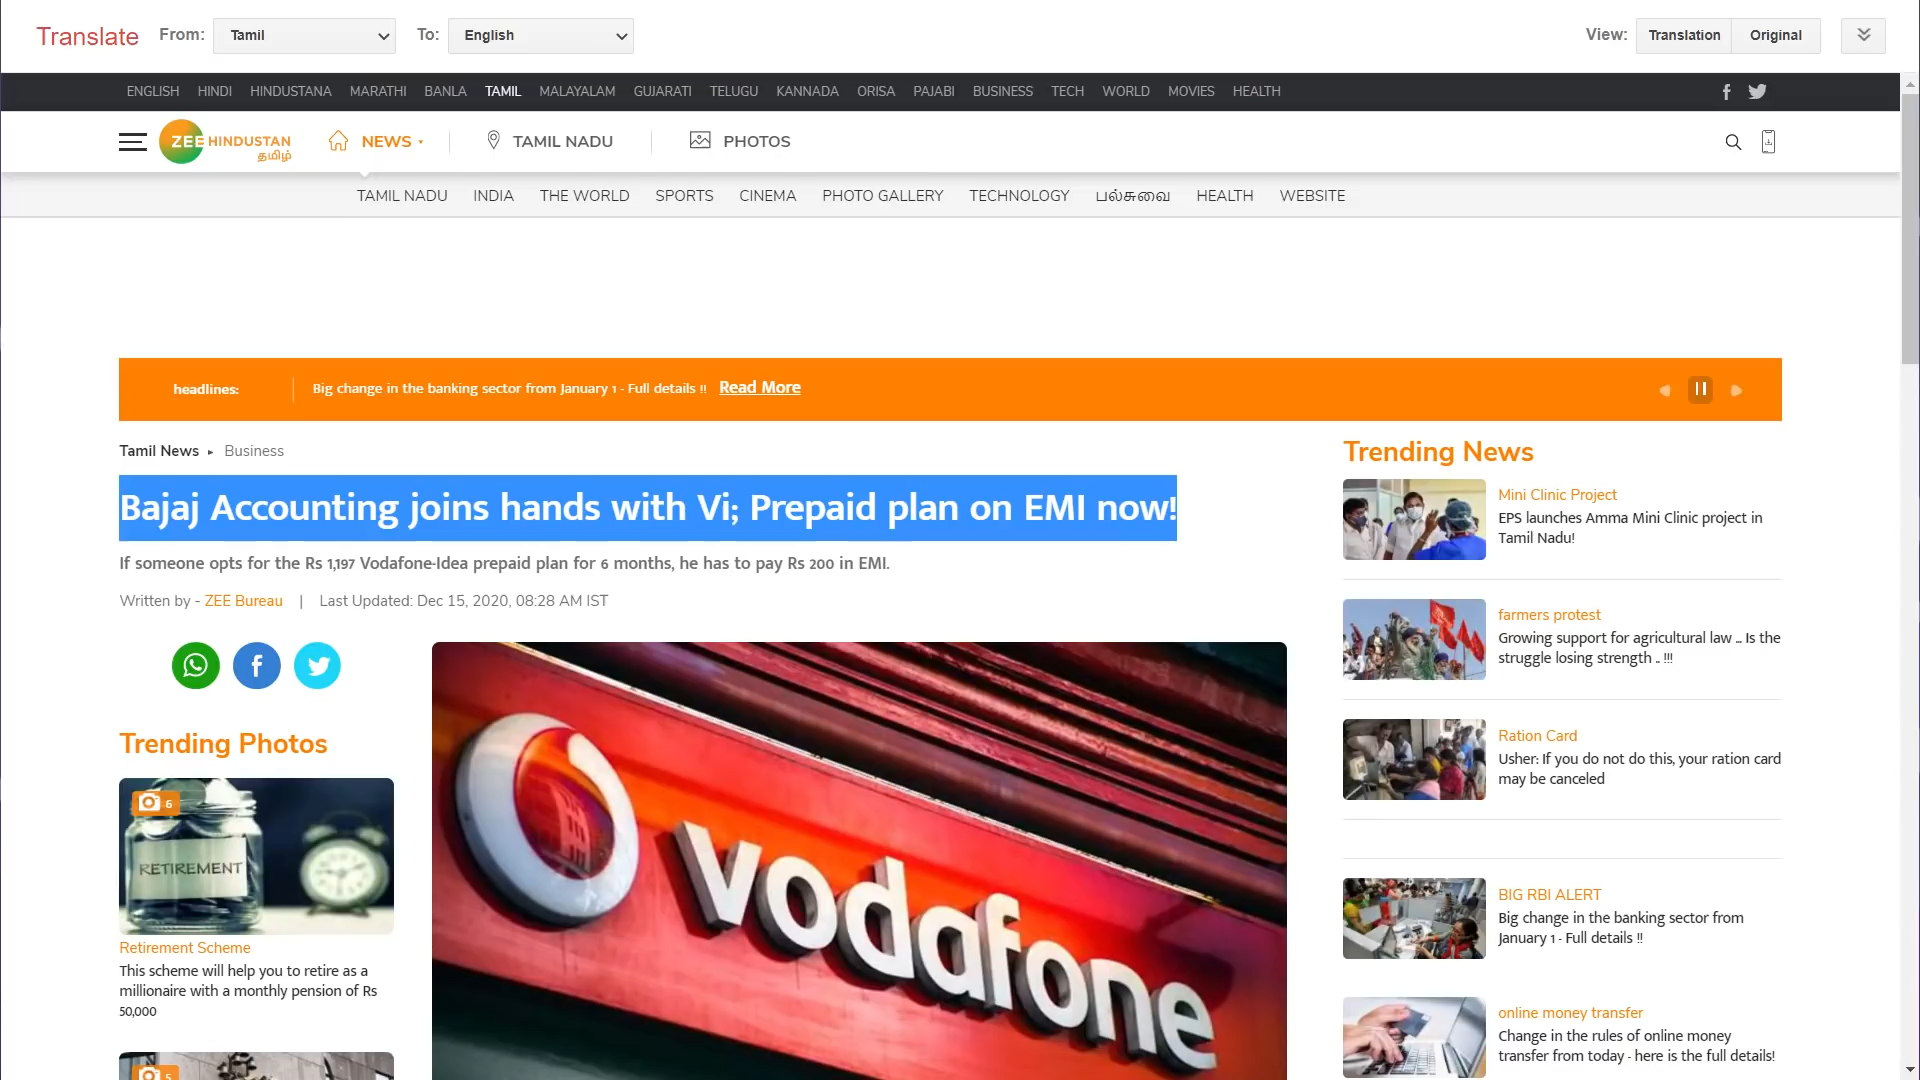 Translate From: Tamil To: English View: Translation Original
ENGLISH HINDI HINDUSTANA MARATHI BANLA TAMIL MALAYALAM GUJARATI TELUGU KANNADA ORISA PAJABI BUSINESS TECH WORLD MOVIES HEALTH
ZEE HINDUSTAN
தமிழ்
NEWS TAMIL NADU PHOTOS
TAMIL NADU INDIA THE WORLD SPORTS CINEMA PHOTO GALLERY TECHNOLOGY பல்சுவை HEALTH WEBSITE
headlines: Big change in the banking sector from January 1 - Full details !! Read More
Tamil News ▸ Business
Bajaj Accounting joins hands with Vi; Prepaid plan on EMI now!
If someone opts for the Rs 1,197 Vodafone-Idea prepaid plan for 6 months, he has to pay Rs 200 in EMI.
Written by - ZEE Bureau | Last Updated: Dec 15, 2020, 08:28 AM IST
Trending Photos
6
RETIREMENT
Retirement Scheme
This scheme will help you to retire as a
millionaire with a monthly pension of Rs
50,000
5
vodafone
Trending News
Mini Clinic Project
EPS launches Amma Mini Clinic project in
Tamil Nadu!
farmers protest
Growing support for agricultural law ... Is the
struggle losing strength .. !!!
Ration Card
Usher: If you do not do this, your ration card
may be canceled
BIG RBI ALERT
Big change in the banking sector from
January 1 - Full details !!
online money transfer
Change in the rules of online money
transfer from today - here is the full details!